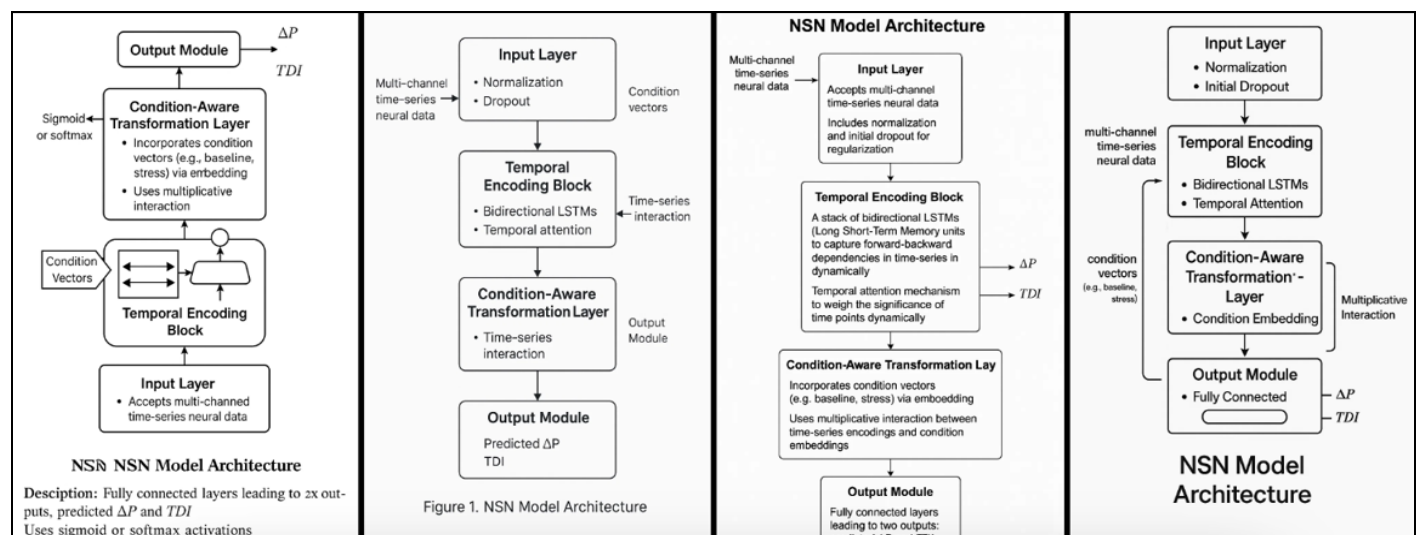 Output Module
ΔP
TDI
Condition-Aware
Transformation Layer
Sigmoid
or softmax
• Incorporates condition
vectors (e.g., baseline,
stress) via embedding
• Uses multiplicative
interaction
Condition
Vectors
Temporal Encoding
Block
Input Layer
• Accepts multi-channed
time-series neural data
NSN Model Architecture
Desciption: Fully connected layers leading to 2x out-
puts, predicted ΔP and TDI
Uses sigmoid or softmax activations
Input Layer
• Normalization
• Dropout
Multi-channel
time-series
neural data
Condition
vectors
Temporal
Encoding Block
• Bidirectional LSTMs
• Temporal attention
Time-series
interaction
Condition-Aware
Transformation Layer
• Time-series
interaction
Output
Module
Output Module
Predicted ΔP
TDI
Figure 1. NSN Model Architecture
NSN Model Architecture
Multi-channel
time-series
neural data
Input Layer
Accepts multi-channel
time-series neural data
Includes normalization
and initial dropout for
regularization
Temporal Encoding Block
A stack of bidirectional LSTMs
(Long Short-Term Memory units
to capture forward-backward
dependencies in time-series in
dynamically
Temporal attention mechanism
to weigh the significance of
time points dynamically
ΔP
TDI
Condition-Aware Transformation Lay
Incorporates condition vectors
(e.g. baseline, stress) via emboedding
Uses multiplicative interaction between
time-series encodings and condition
embeddings
Output Module
Fully connected layers
leading to two outputs:
Input Layer
• Normalization
• Initial Dropout
multi-channel
time-series
neural data
Temporal Encoding
Block
• Bidirectional LSTMs
• Temporal Attention
condition
vectors
(e.g., baseline,
stress)
Condition-Aware
Transformation -
Layer
• Condition Embedding
Multiplicative
Interaction
Output Module
• Fully Connected
ΔP
TDI
NSN Model
Architecture